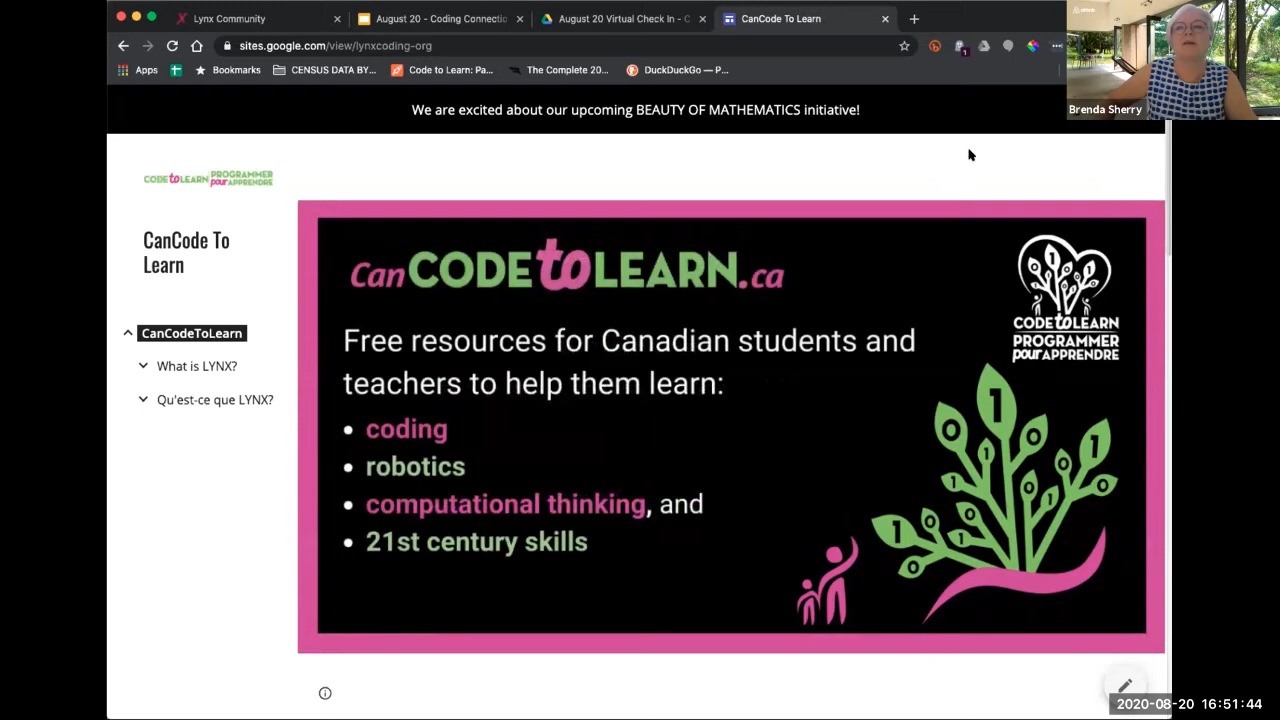 Lynx Community
August 20 - Coding Connectio
August 20 Virtual Check In - C
CanCode To Learn
sites.google.com/view/lynxcoding-org
1
Apps
Bookmarks
CENSUS DATA BY...
Code to Learn: Pa...
The Complete 20...
DuckDuckGo — P...
Brenda Sherry
We are excited about our upcoming BEAUTY OF MATHEMATICS initiative!
CODE to LEARN PROGRAMMER pour APPRENDRE
CanCode To
Learn
CanCodeToLearn
What is LYNX?
Qu'est-ce que LYNX?
CanCODEtoLEARN.ca
Free resources for Canadian students and
teachers to help them learn:
• coding
• robotics
• computational thinking, and
• 21st century skills
CODEtoLEARN
PROGRAMMER
pour APPRENDRE
2020-08-20 16:51:44